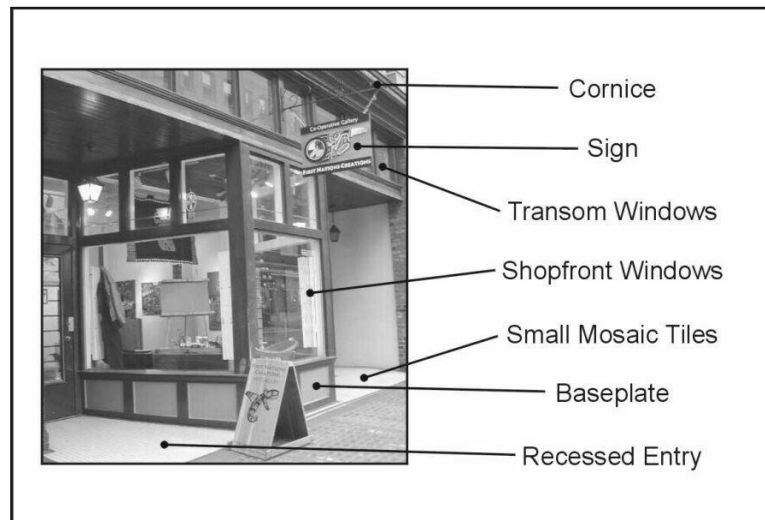 Cornice
Co-Operative Gallery
Sign
First Nations Creations
Transom Windows
Shopfront Windows
Small Mosaic Tiles
Baseplate
Recessed Entry